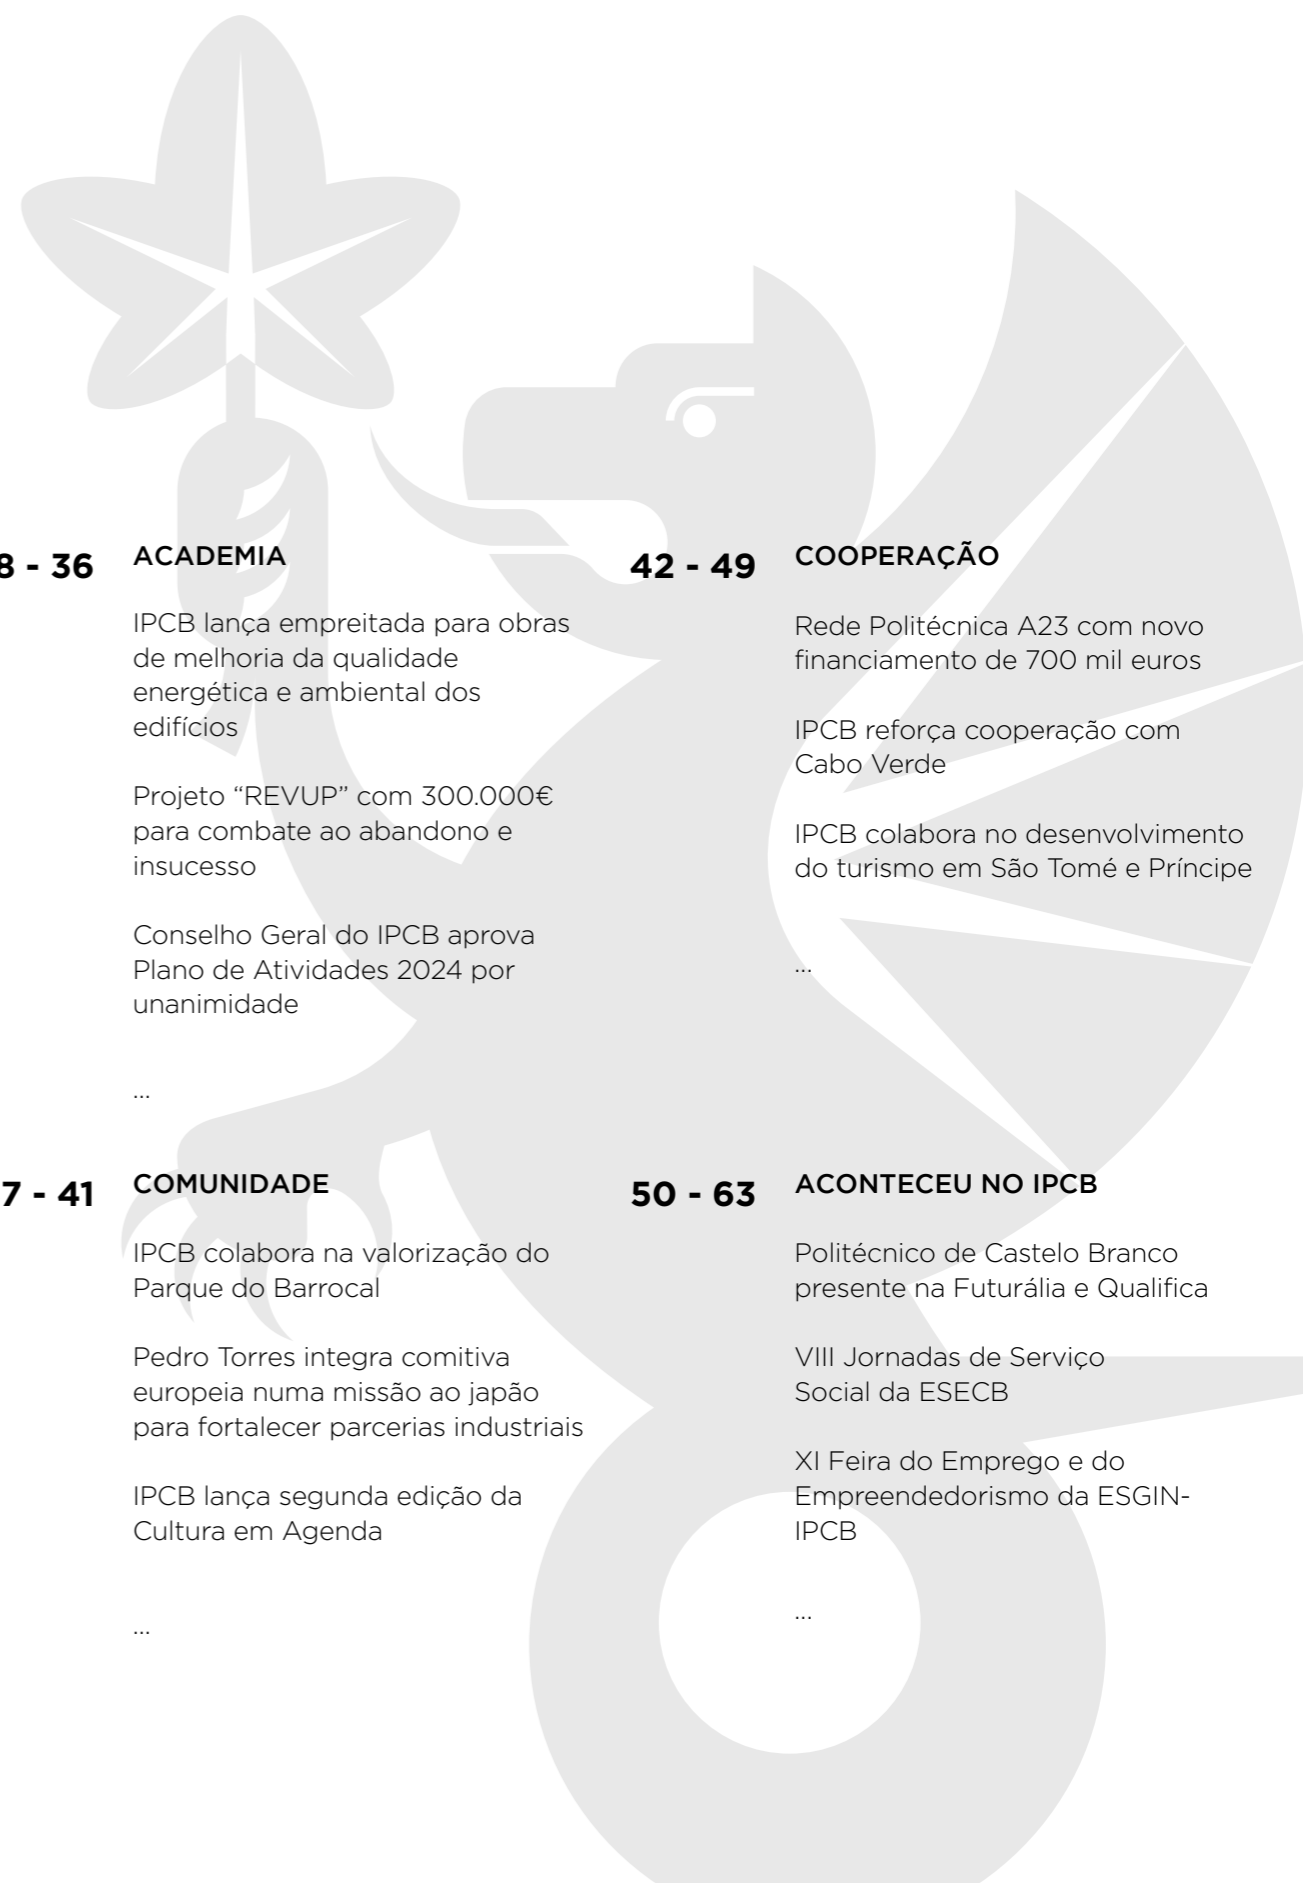 8 - 36
ACADEMIA
IPCB lança empreitada para obras
de melhoria da qualidade
energética e ambiental dos
edifícios
Projeto “REVUP” com 300.000€
para combate ao abandono e
insucesso
Conselho Geral do IPCB aprova
Plano de Atividades 2024 por
unanimidade
...
7 - 41
COMUNIDADE
IPCB colabora na valorização do
Parque do Barrocal
Pedro Torres integra comitiva
europeia numa missão ao japão
para fortalecer parcerias industriais
IPCB lança segunda edição da
Cultura em Agenda
...
42 - 49
COOPERAÇÃO
Rede Politécnica A23 com novo
financiamento de 700 mil euros
IPCB reforça cooperação com
Cabo Verde
IPCB colabora no desenvolvimento
do turismo em São Tomé e Príncipe
...
50 - 63
ACONTECEU NO IPCB
Politécnico de Castelo Branco
presente na Futurália e Qualifica
VIII Jornadas de Serviço
Social da ESECB
XI Feira do Emprego e do
Empreendedorismo da ESGIN-
IPCB
...